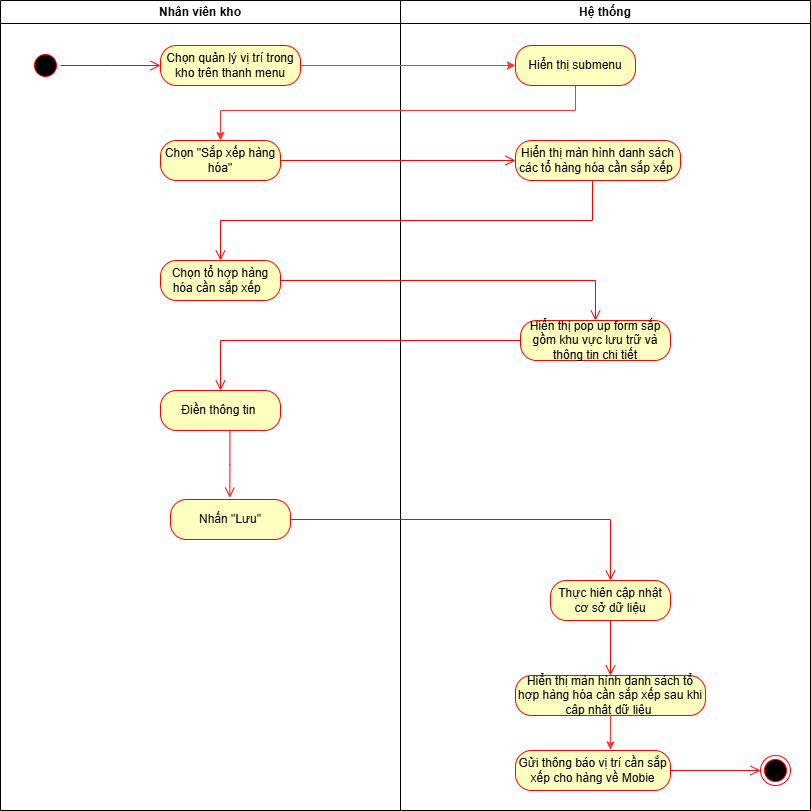 Nhân viên kho
Hệ thống
Chọn quản lý vị trí trong
kho trên thanh menu
Hiển thị submenu
Chọn "Sắp xếp hàng
hóa"
Hiển thị màn hình danh sách
các tổ hàng hóa cần sắp xếp
Chọn tổ hợp hàng
hóa cần sắp xếp
Hiển thị pop up form sắp
gồm khu vực lưu trữ và
thông tin chi tiết
Điền thông tin
Nhấn "Lưu"
Thực hiên cập nhật
cơ sở dữ liệu
Hiển thị màn hình danh sách tổ
hợp hàng hóa cần sắp xếp sau khi
câp nhật dữ liệu
Gửi thông báo vị trí cần sắp
xếp cho hàng về Mobie